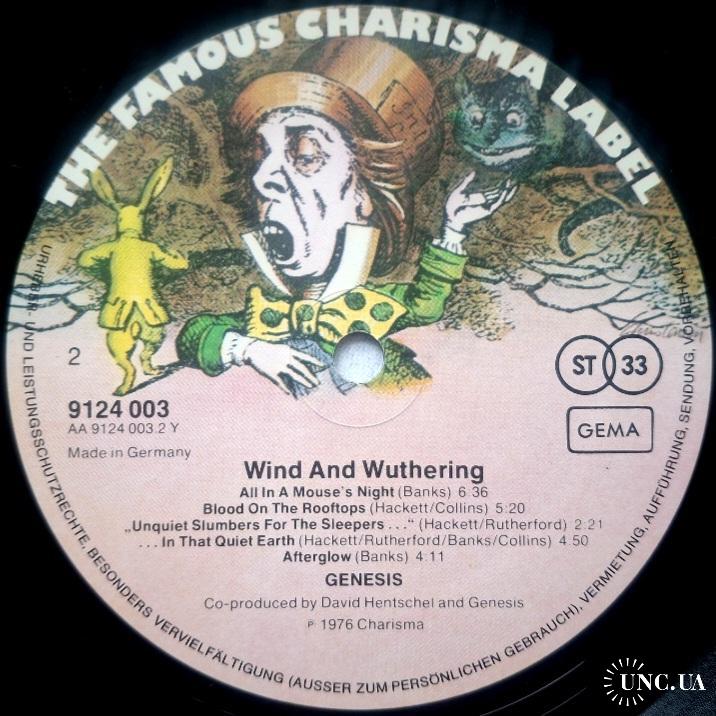 THE FAMOUS CHARISMA LABEL
2
9124 003
AA 9124 003.2 Y
Made in Germany
ST 33
GEMA
Wind And Wuthering
All In A Mouse's Night (Banks) 6:36
Blood On The Rooftops (Hackett/Collins) 5:20
„Unquiet Slumbers For The Sleepers ...“ (Hackett/Rutherford) 2:21
... In That Quiet Earth (Hackett/Rutherford/Banks/Collins) 4:50
Afterglow (Banks) 4:11
GENESIS
Co-produced by David Hentschel and Genesis
℗ 1976 Charisma
URHEBER- UND LEISTUNGSSCHUTZRECHTE, BESONDERS VERVIELFÄLTIGUNG (AUSSER ZUM PERSÖNLICHEN GEBRAUCH), VERMIETUNG, AUFFÜHRUNG, SENDUNG, VORBEHALTEN
UNC.UA